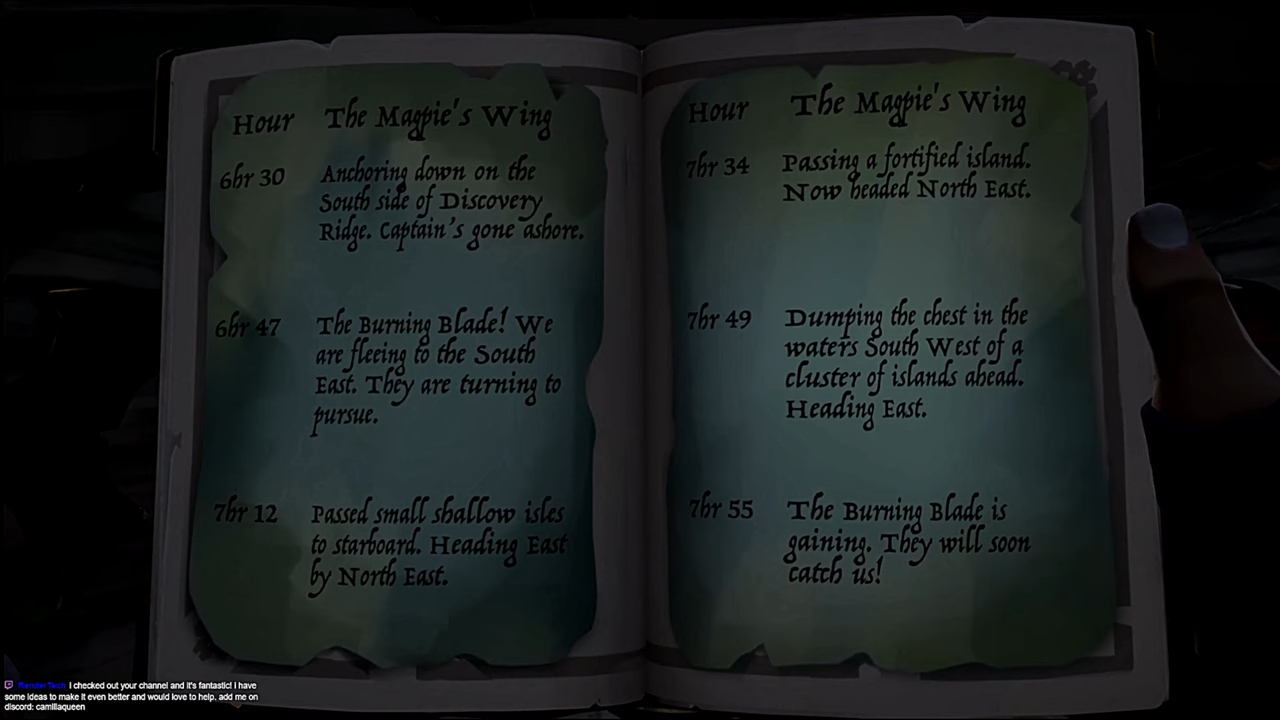 Hour The Magpie's Wing
6hr 30 Anchoring down on the
South side of Discovery
Ridge. Captain's gone ashore.
6hr 47 The Burning Blade! We
are fleeing to the South
East. They are turning to
pursue.
7hr 12 Passed small shallow isles
to starboard. Heading East
by North East.
Hour The Magpie's Wing
7hr 34 Passing a fortified island.
Now headed North East.
7hr 49 Dumping the chest in the
waters South West of a
cluster of islands ahead.
Heading East.
7hr 55 The Burning Blade is
gaining. They will soon
catch us!
RenderTech I checked out your channel and it's fantastic! I have
some ideas to make it even better and would love to help. add me on
discord: camillaqueen